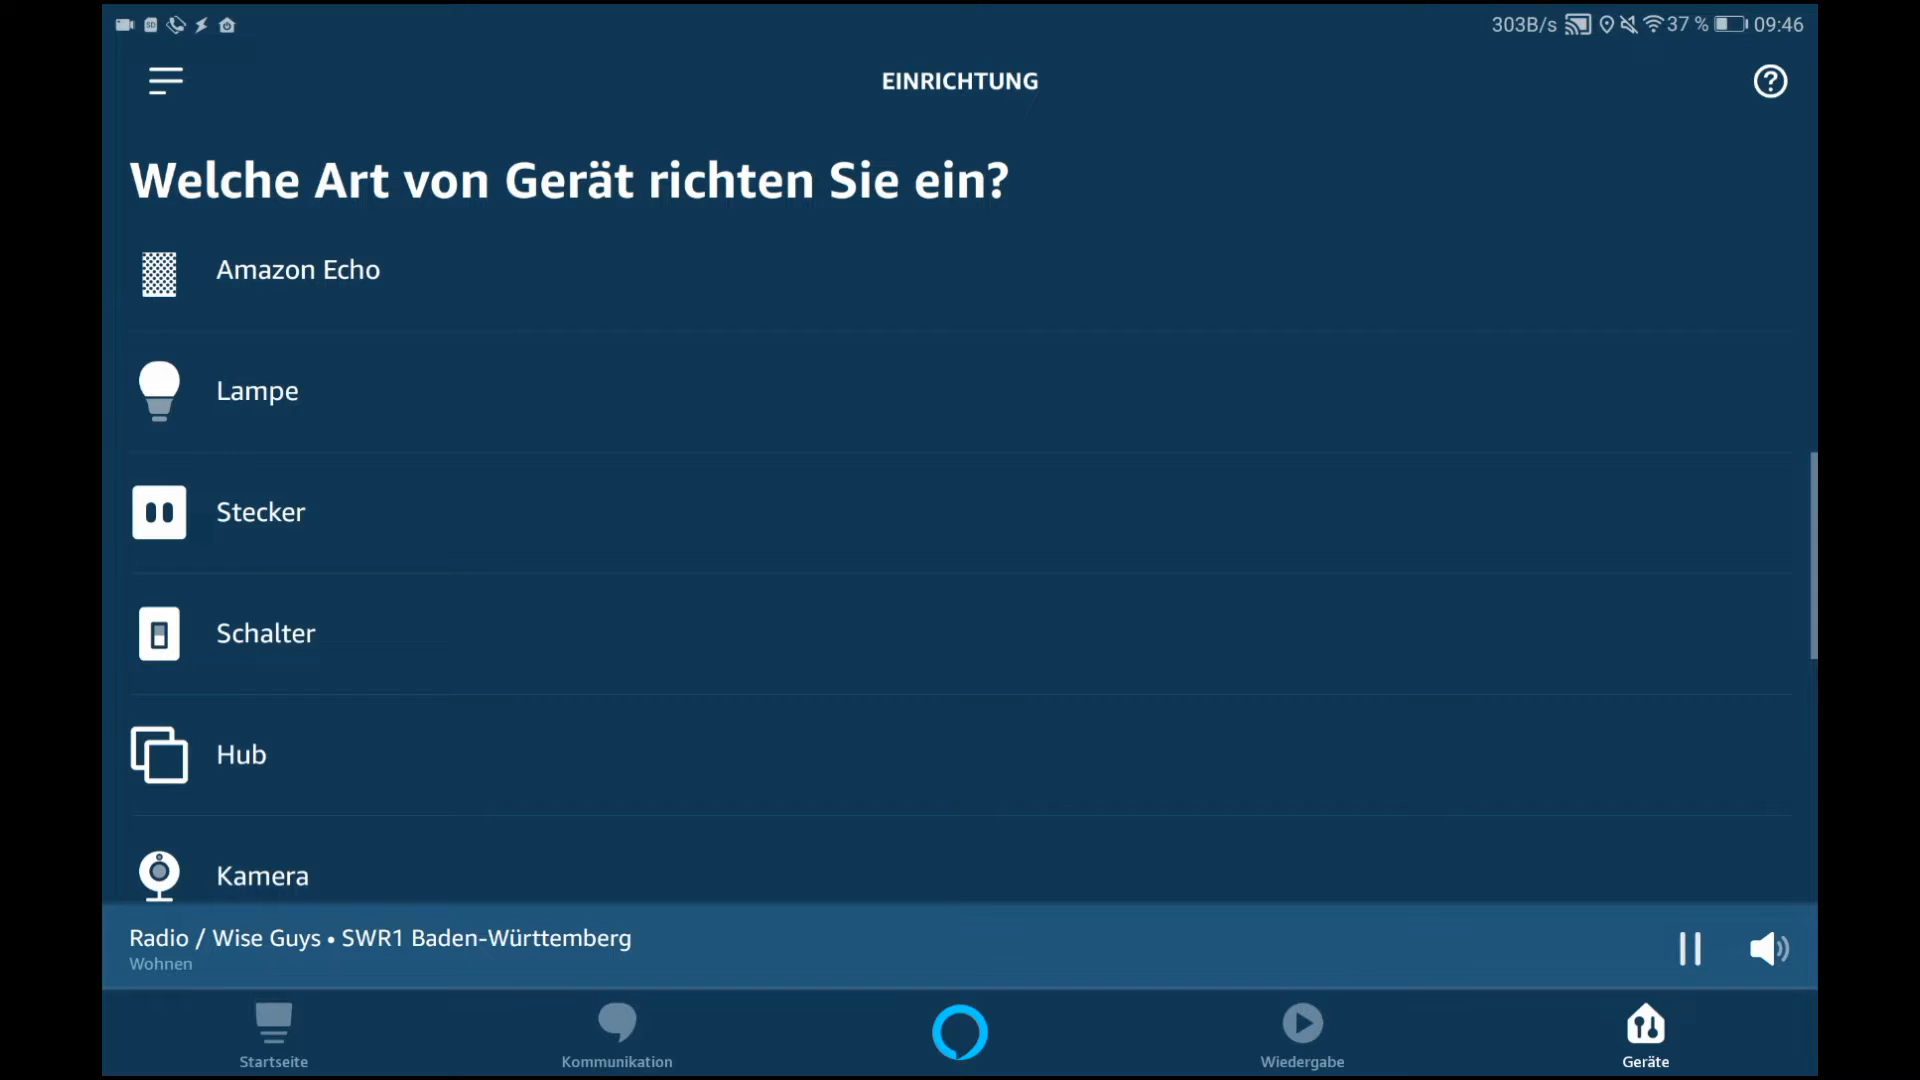 303B/s 37 % 09:46
EINRICHTUNG
Welche Art von Gerät richten Sie ein?
Amazon Echo
Lampe
Stecker
Schalter
Hub
Kamera
Radio / Wise Guys • SWR1 Baden-Württemberg
Wohnen
Startseite Kommunikation Wiedergabe Geräte